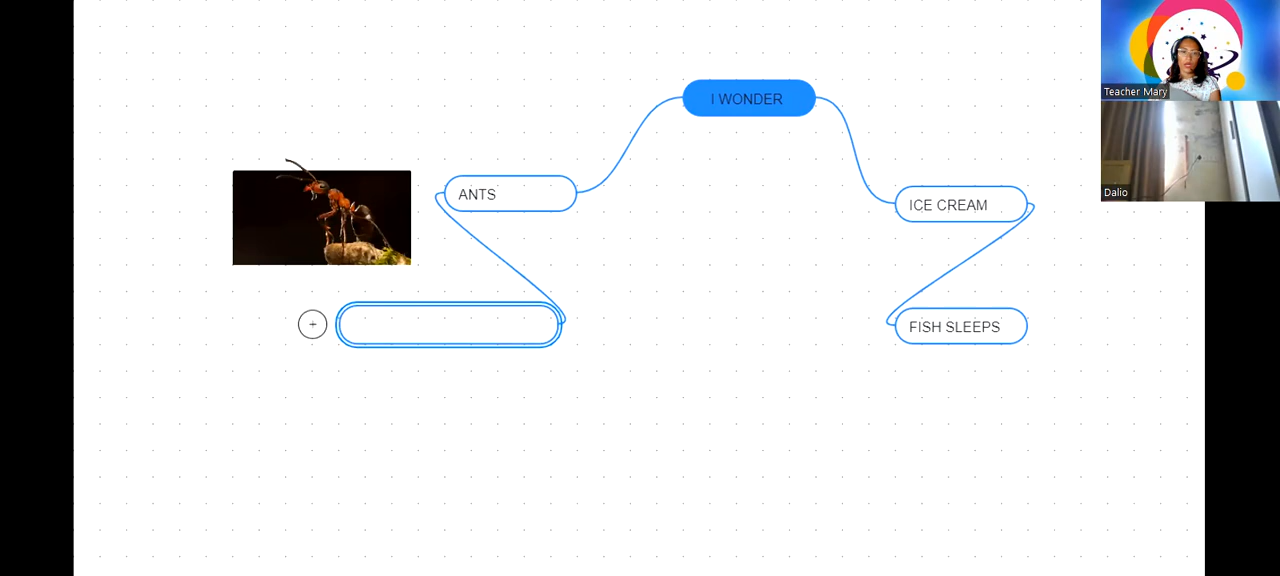 I WONDER
Teacher Mary
ANTS
ICE CREAM
Dalio
FISH SLEEPS